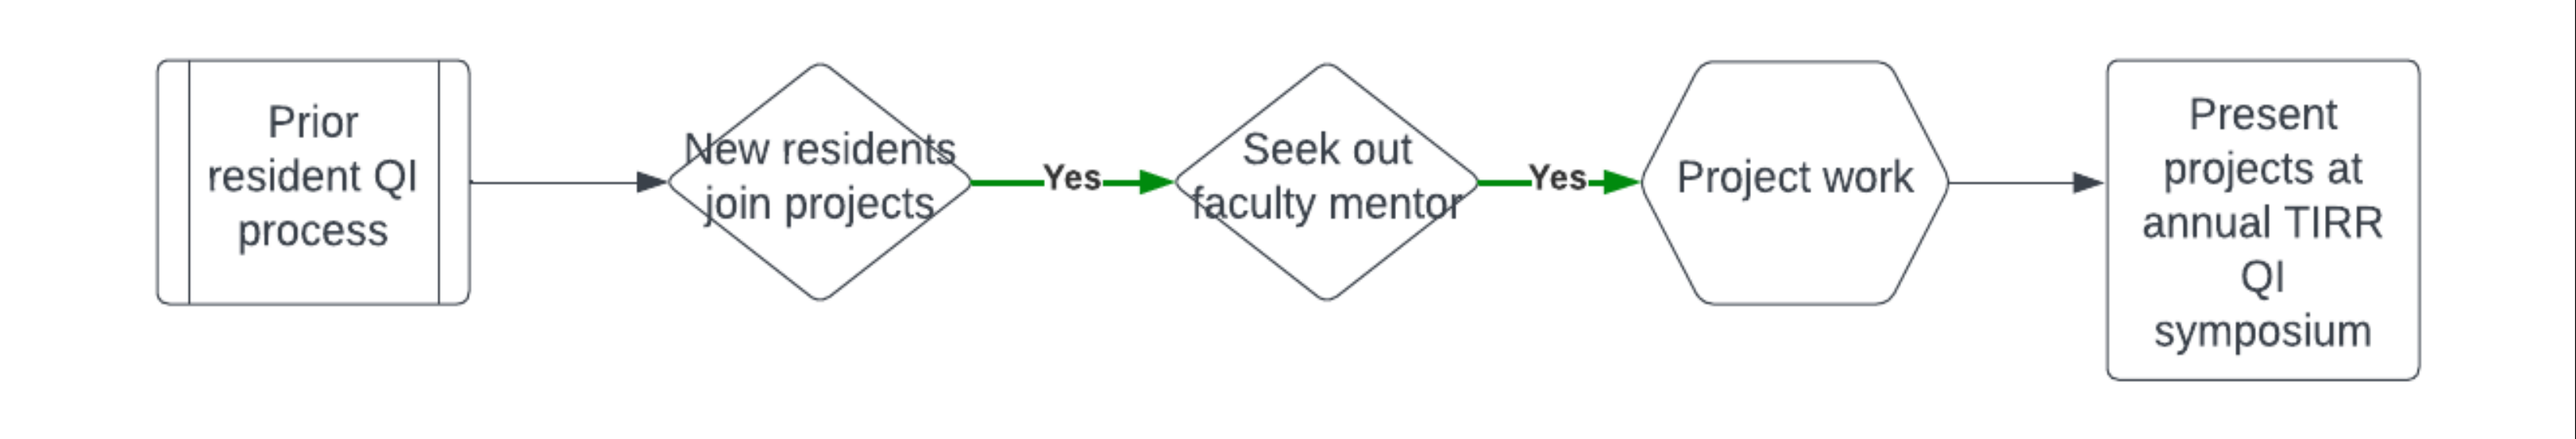 Prior
resident QI
process
New residents
join projects
Yes
Seek out
faculty mentor
Yes
Project work
Present
projects at
annual TIRR
QI
symposium